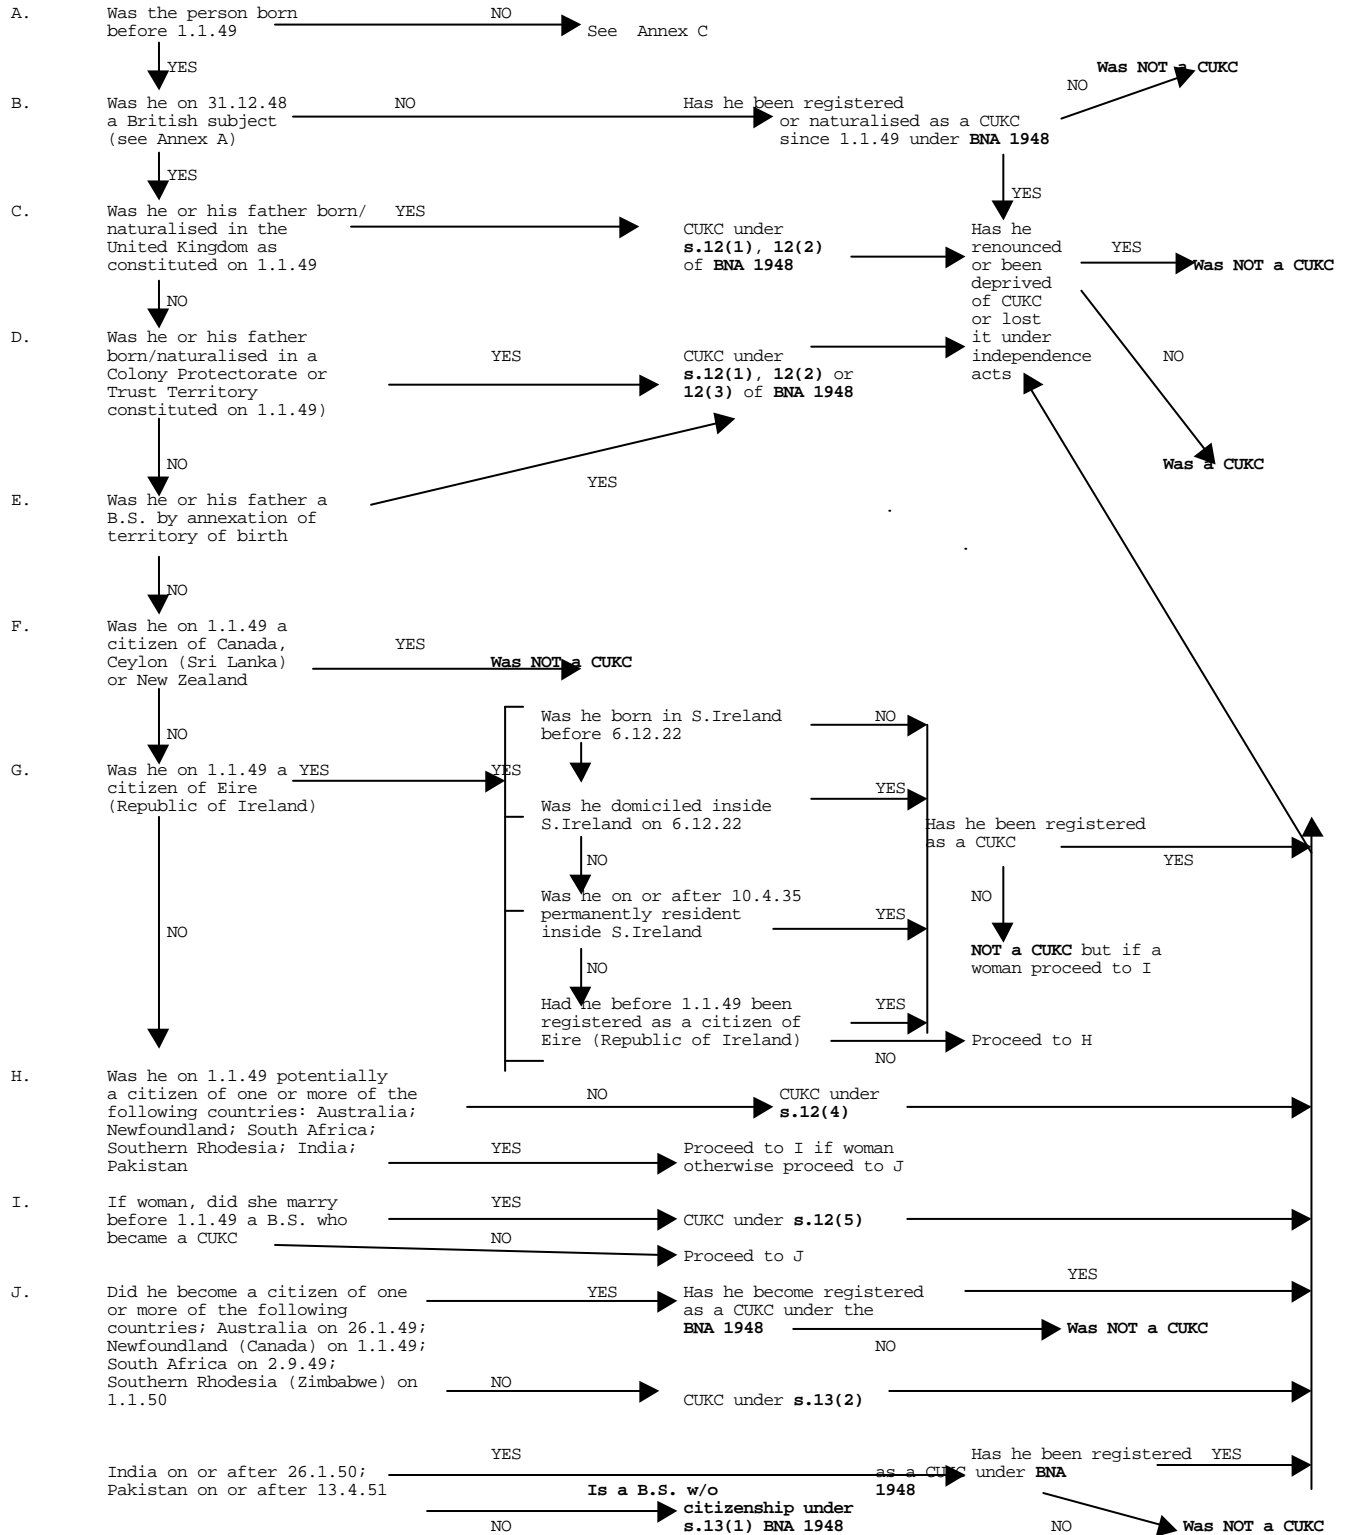 A. Was the person born NO
before 1.1.49 See Annex C
YES
Was NOT a CUKC
NO
B. Was he on 31.12.48 NO Has he been registered
a British subject or naturalised as a CUKC
(see Annex A) since 1.1.49 under BNA 1948
YES
YES
C. Was he or his father born/ YES
naturalised in the CUKC under Has he
United Kingdom as s.12(1), 12(2) renounced YES
constituted on 1.1.49 of BNA 1948 or been Was NOT a CUKC
deprived
NO of CUKC
or lost
D. Was he or his father it under
born/naturalised in a YES CUKC under independence NO
Colony Protectorate or s.12(1), 12(2) or acts
Trust Territory 12(3) of BNA 1948
constituted on 1.1.49)
NO Was a CUKC
YES
E. Was he or his father a
B.S. by annexation of .
territory of birth .
NO
F. Was he on 1.1.49 a
citizen of Canada, YES
Ceylon (Sri Lanka) Was NOT a CUKC
or New Zealand
Was he born in S.Ireland NO
NO before 6.12.22
G. Was he on 1.1.49 a YES YES
citizen of Eire YES
(Republic of Ireland) Was he domiciled inside
S.Ireland on 6.12.22 Has he been registered
as a CUKC
NO YES
Was he on or after 10.4.35 NO
permanently resident YES
NO inside S.Ireland
NOT a CUKC but if a
NO woman proceed to I
Had he before 1.1.49 been YES
registered as a citizen of
Eire (Republic of Ireland) Proceed to H
NO
H. Was he on 1.1.49 potentially
a citizen of one or more of the NO CUKC under
following countries: Australia; s.12(4)
Newfoundland; South Africa;
Southern Rhodesia; India; YES Proceed to I if woman
Pakistan otherwise proceed to J
I. If woman, did she marry YES
before 1.1.49 a B.S. who CUKC under s.12(5)
became a CUKC NO
Proceed to J
YES
J. Did he become a citizen of one YES Has he become registered
or more of the following as a CUKC under the
countries; Australia on 26.1.49; BNA 1948 Was NOT a CUKC
Newfoundland (Canada) on 1.1.49; NO
South Africa on 2.9.49;
Southern Rhodesia (Zimbabwe) on NO
1.1.50 CUKC under s.13(2)
YES Has he been registered YES
India on or after 26.1.50; as a CUKC under BNA
Pakistan on or after 13.4.51 Is a B.S. w/o 1948
citizenship under
NO s.13(1) BNA 1948 NO Was NOT a CUKC